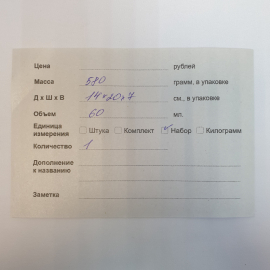 Цена рублей
Масса 580 грамм, в упаковке
Д х Ш х В 14×20×7 см., в упаковке
Объем 60 мл.
Единица измерения Штука Комплект Набор Килограмм
Количество 1
Дополнение
к названию
Заметка